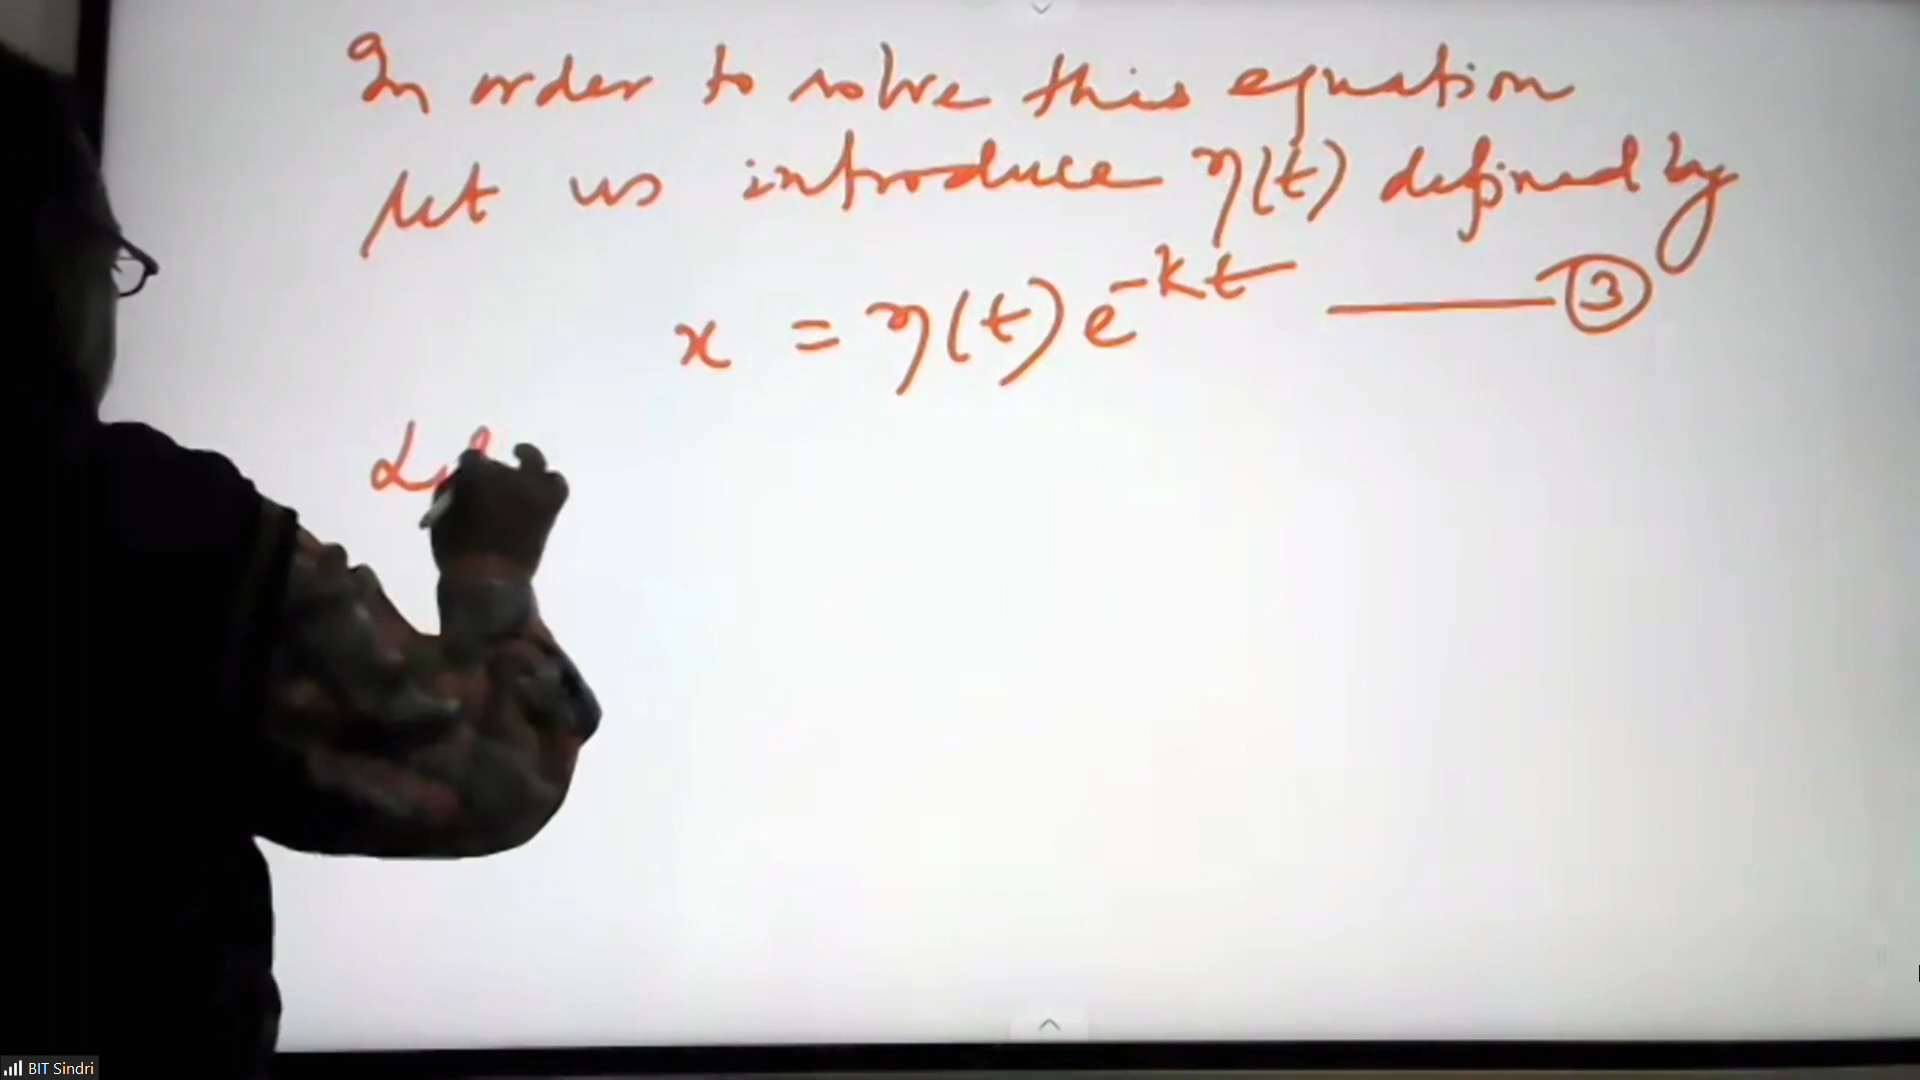 In order to solve this equation
let us introduce η(t) defined by
x = η(t) e^{-kt} —— ③
BIT Sindri